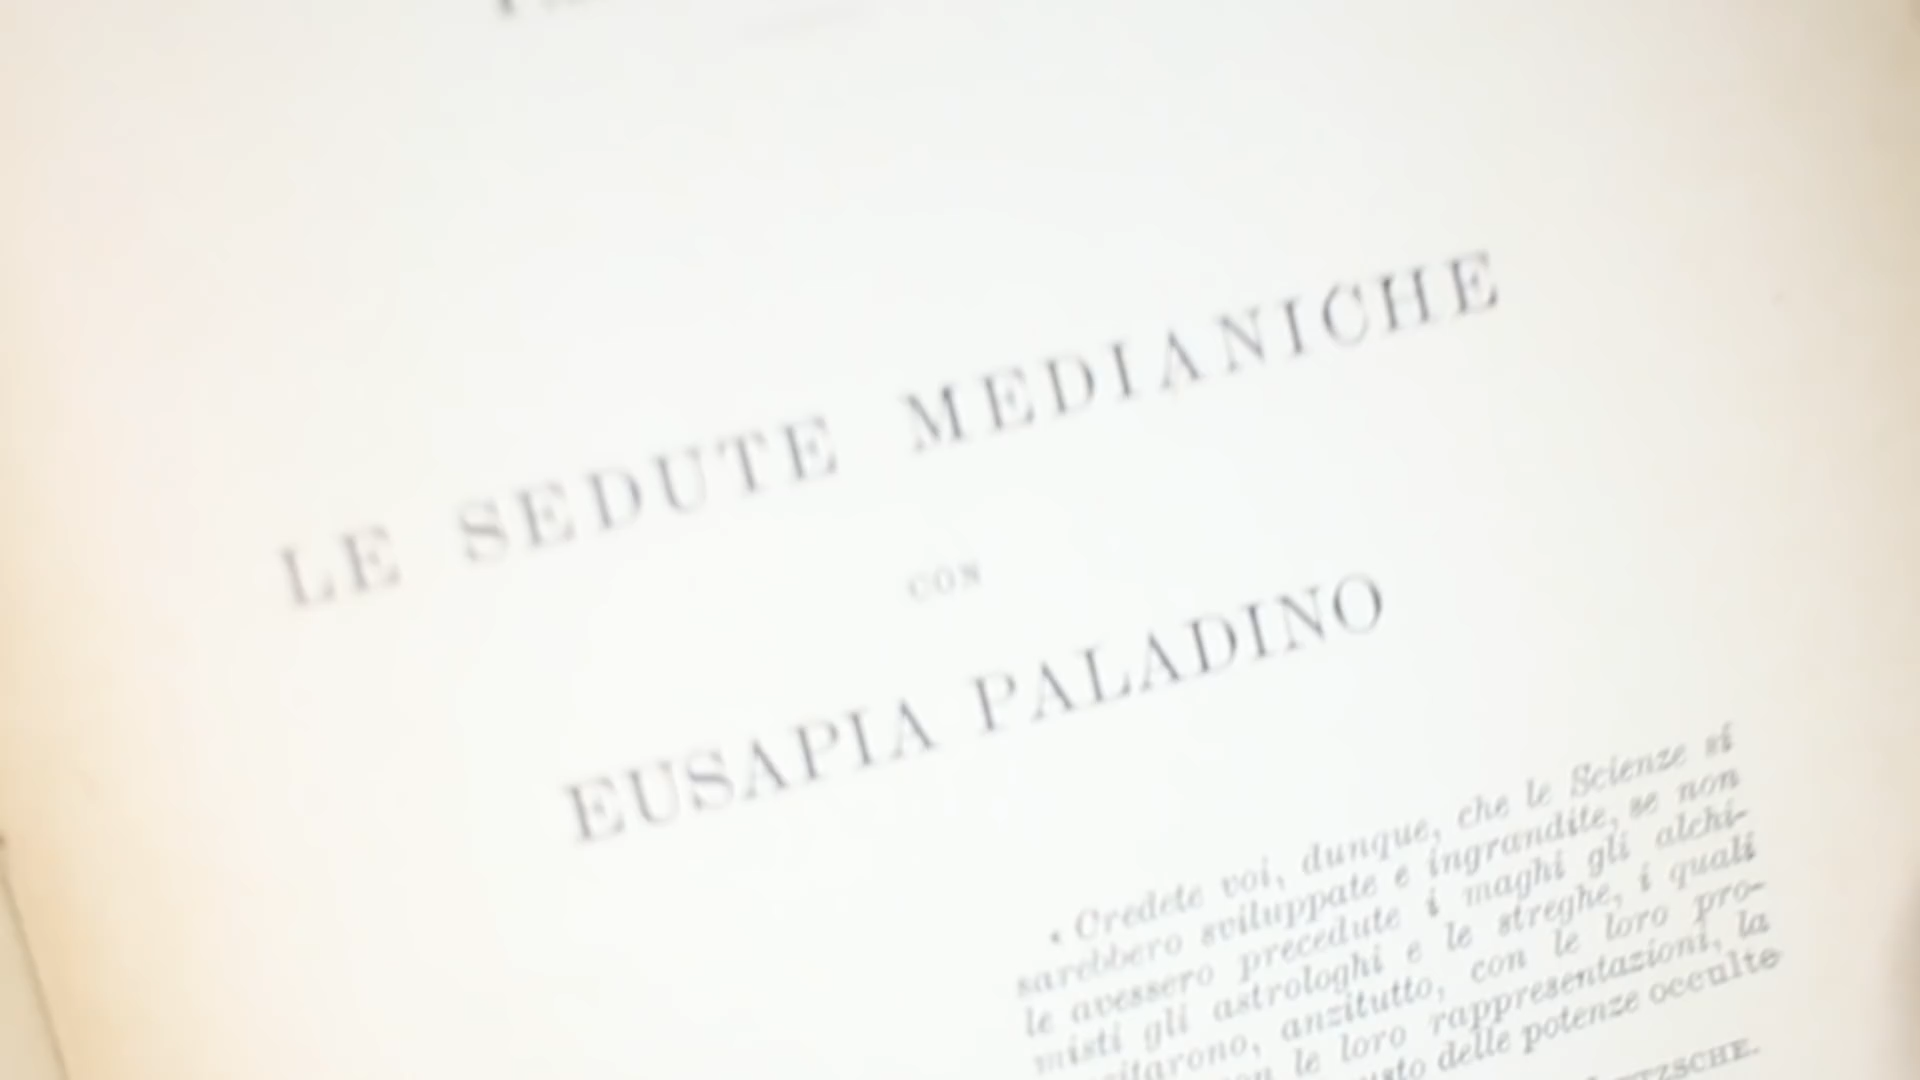 LE SEDUTE MEDIANICHE
CON
EUSAPIA PALADINO
« Credete voi, dunque, che le Scienze si
sarebbero sviluppate e ingrandite, se non
le avessero precedute i maghi gli alchi-
misti gli astrologhi e le streghe, i quali
anzitutto, con le loro pro-
le loro rappresentazioni, la
delle potenze occulte